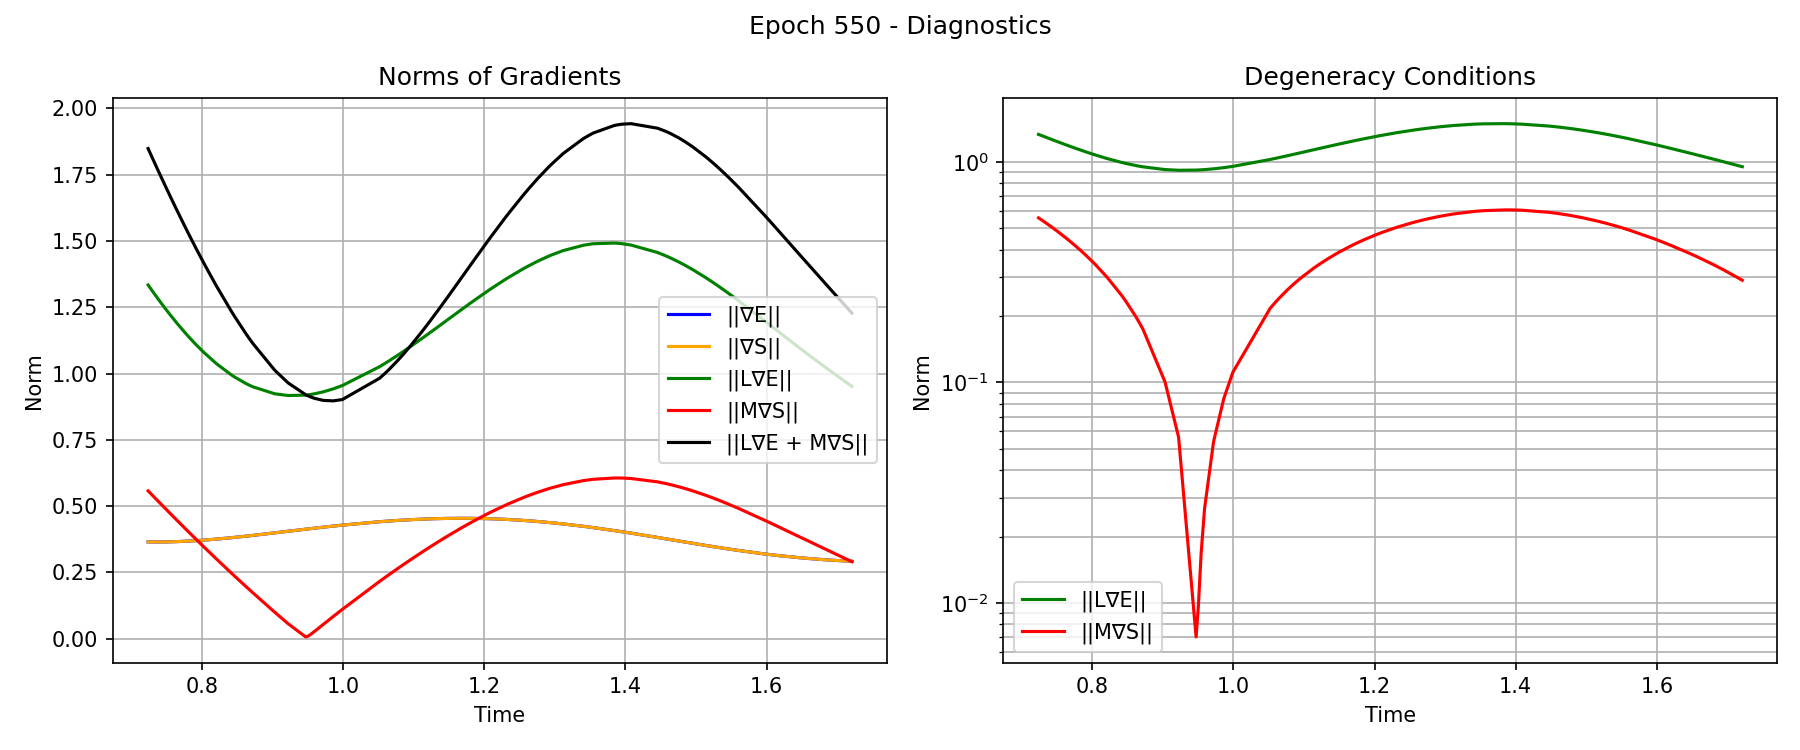 Epoch 550 - Diagnostics
Norms of Gradients
Norm
2.00
1.75
1.50
1.25
1.00
0.75
0.50
0.25
0.00
||∇E||
||∇S||
||L∇E||
||M∇S||
||L∇E + M∇S||
0.8 1.0 1.2 1.4 1.6
Time
Degeneracy Conditions
Norm
10⁰
10⁻¹
10⁻²
||L∇E||
||M∇S||
0.8 1.0 1.2 1.4 1.6
Time